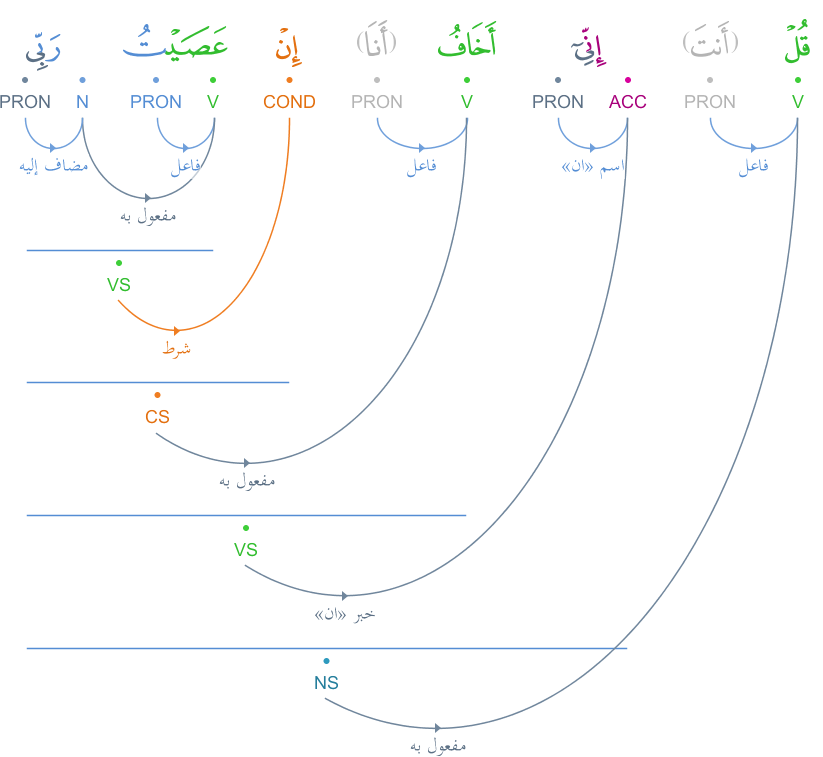 قُلۡ (أَنتَ) إِنِّيٓ أَخَافُ (أَنَا) إِنۡ عَصَيۡتُ رَبِّي
V PRON ACC PRON V PRON COND V PRON N PRON
فاعل اسم «ان» فاعل فاعل مضاف إليه
مفعول به
VS
شرط
CS
مفعول به
VS
خبر «ان»
NS
مفعول به